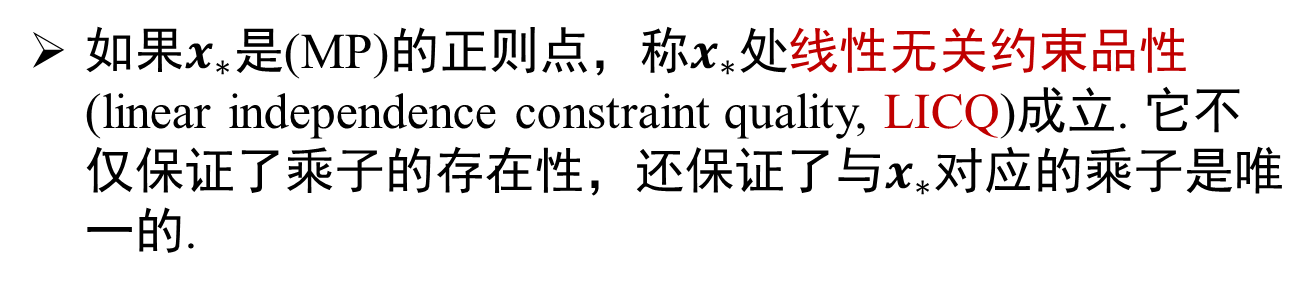 ➢ 如果x*是(MP)的正则点，称x*处线性无关约束品性
(linear independence constraint quality, LICQ)成立. 它不
仅保证了乘子的存在性，还保证了与x*对应的乘子是唯
一的.